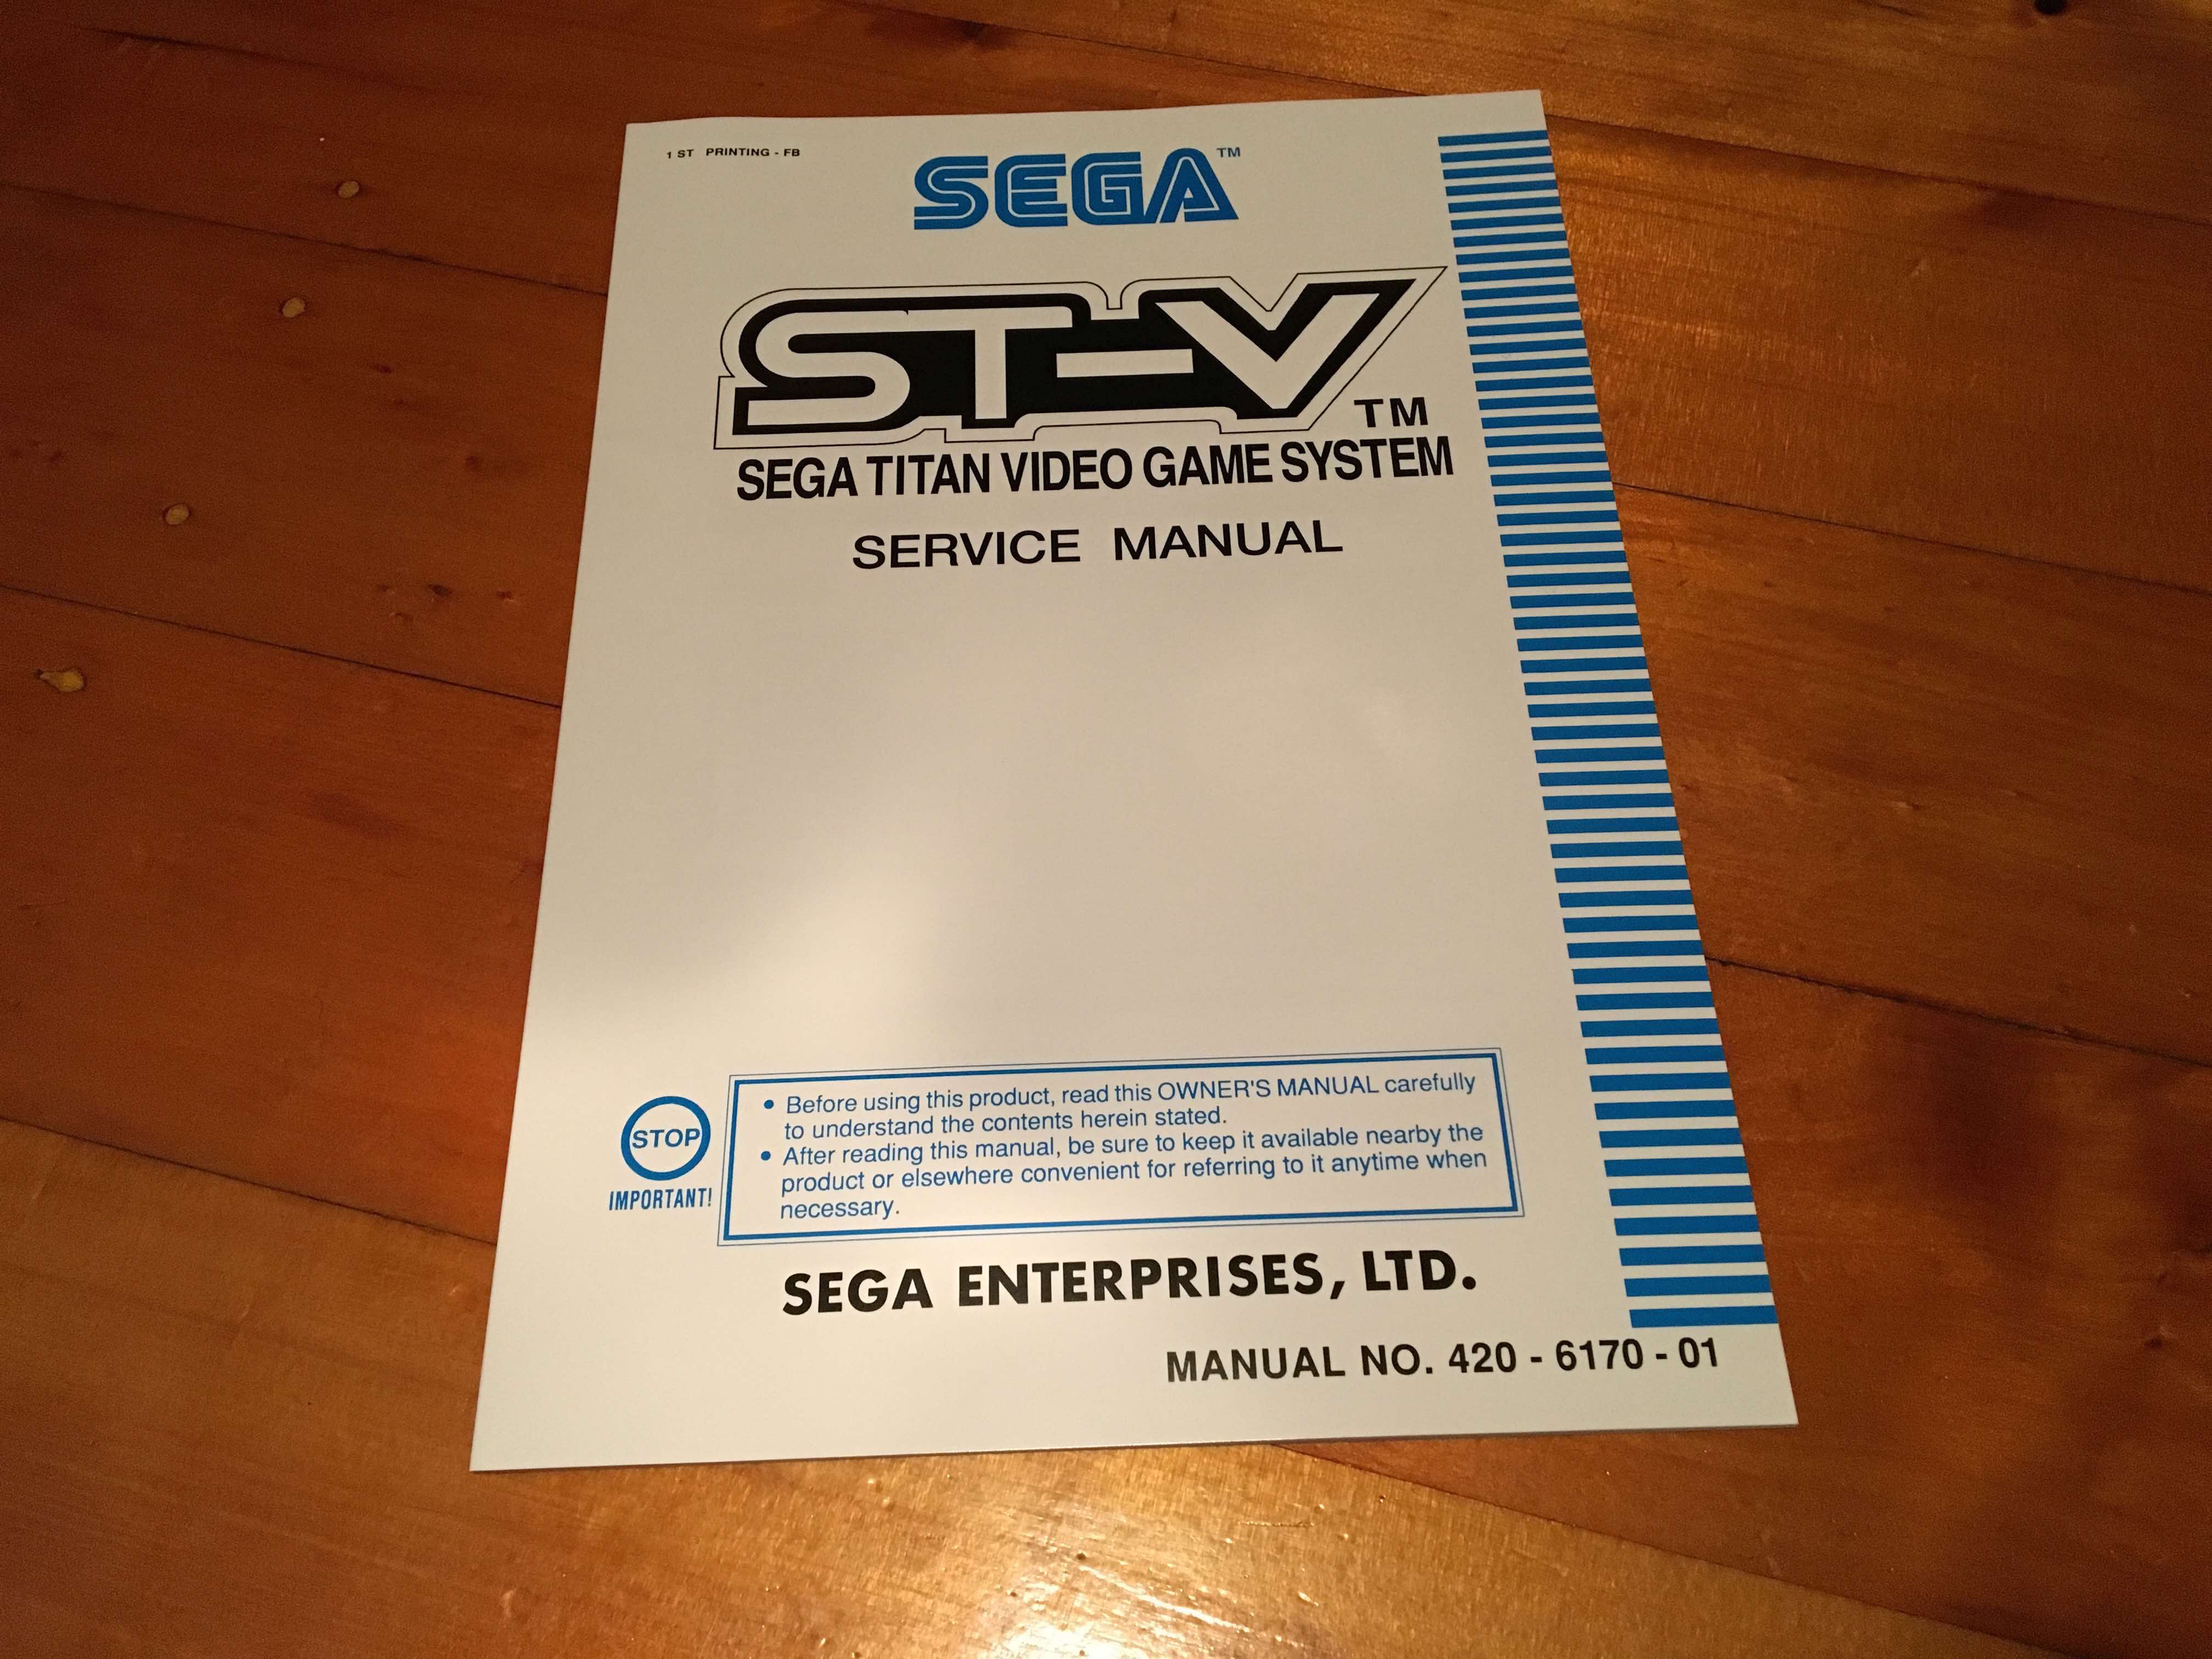 1 ST PRINTING - FB
SEGA™
ST-V™
SEGA TITAN VIDEO GAME SYSTEM
SERVICE MANUAL
STOP
IMPORTANT!
• Before using this product, read this OWNER'S MANUAL carefully
to understand the contents herein stated.
• After reading this manual, be sure to keep it available nearby the
product or elsewhere convenient for referring to it anytime when
necessary.
SEGA ENTERPRISES, LTD.
MANUAL NO. 420 - 6170 - 01